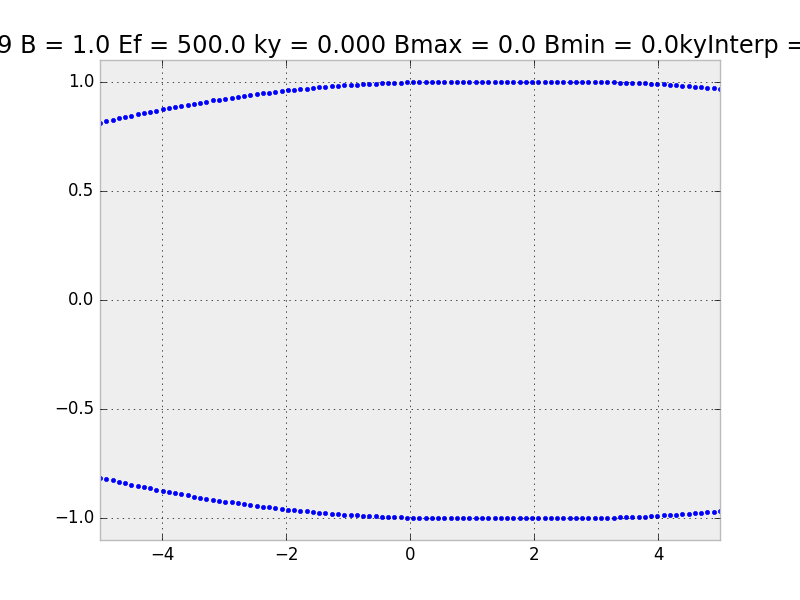 9 B = 1.0 Ef = 500.0 ky = 0.000 Bmax = 0.0 Bmin = 0.0kyInterp =
1.0
0.5
0.0
−0.5
−1.0
−4 −2 0 2 4